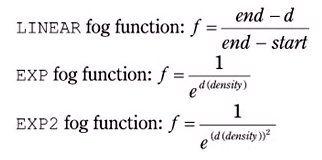 LINEAR fog function: f = (end − d) / (end − start)
EXP fog function: f = 1 / e^{d(density)}
EXP2 fog function: f = 1 / e^{(d(density))^2}